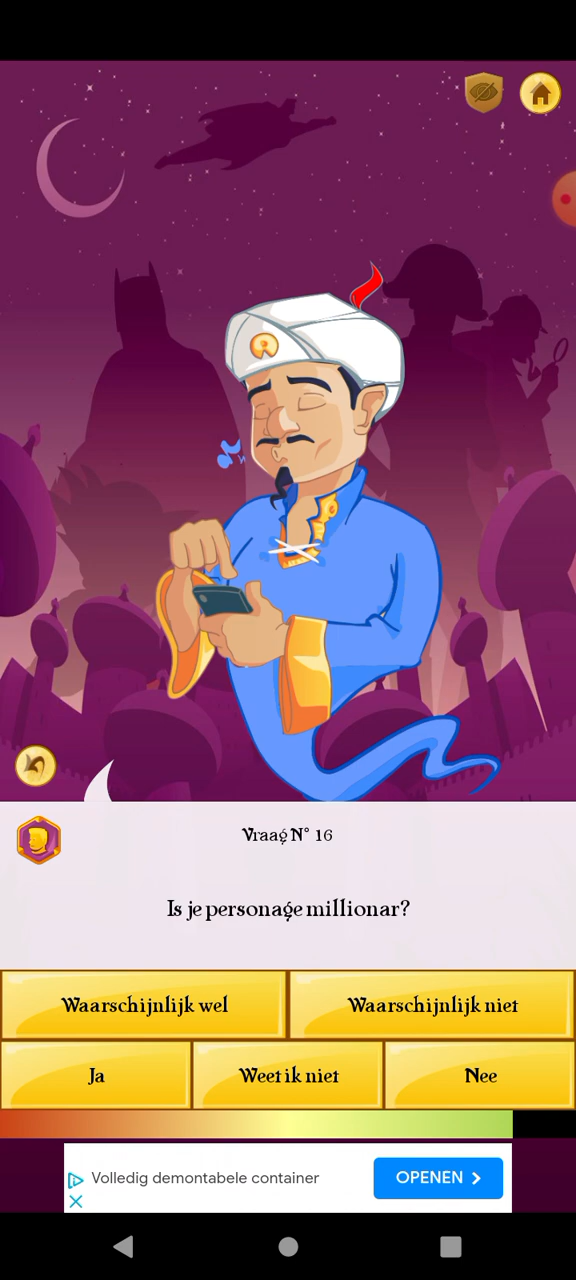 Vraag N° 16
Is je personage millionar?
Waarschijnlijk wel
Waarschijnlijk niet
Ja
Weet ik niet
Nee
Volledig demontabele container
OPENEN